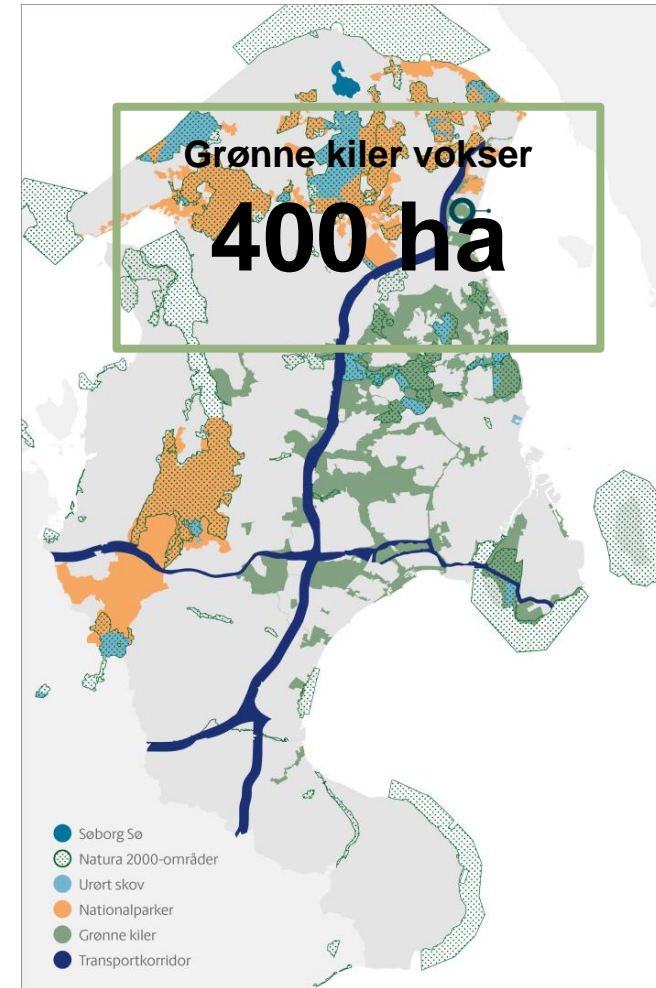 Grønne kiler vokser
400 ha
Søborg Sø
Natura 2000-områder
Urørt skov
Nationalparker
Grønne kiler
Transportkorridor